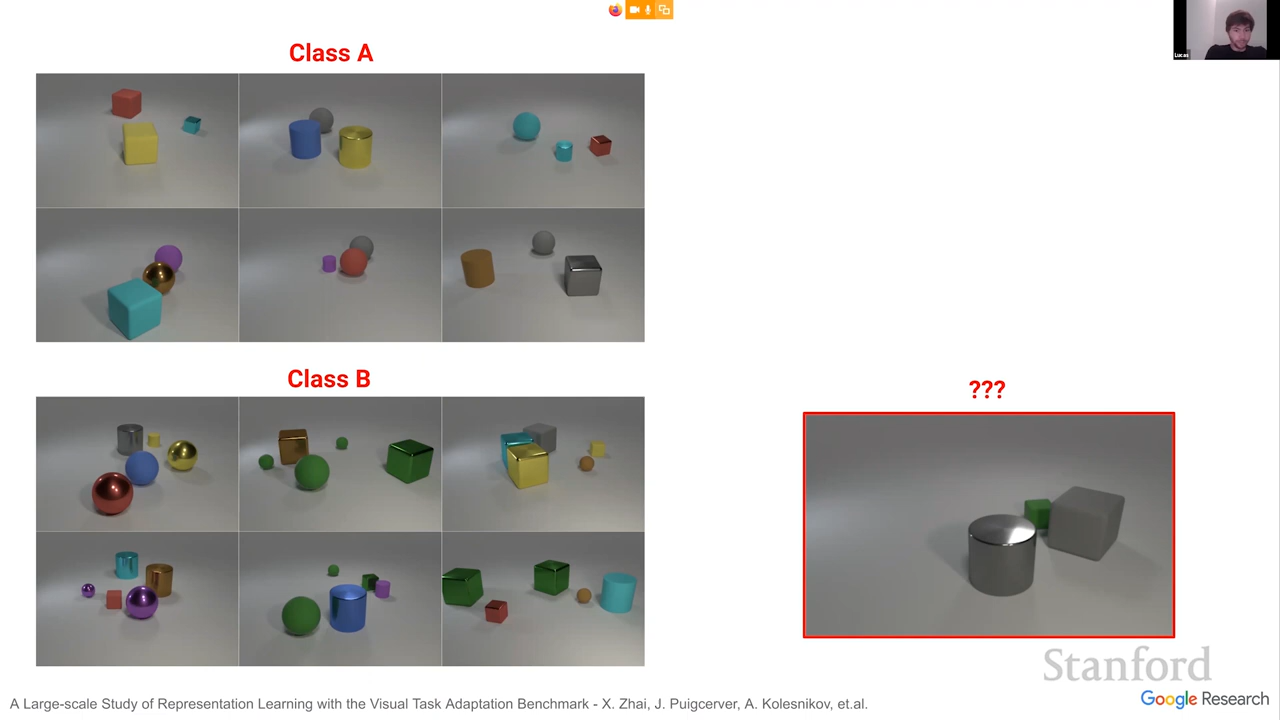 Class A
Lucas
Class B
???
Stanford
Google Research
A Large-scale Study of Representation Learning with the Visual Task Adaptation Benchmark - X. Zhai, J. Puigcerver, A. Kolesnikov, et.al.